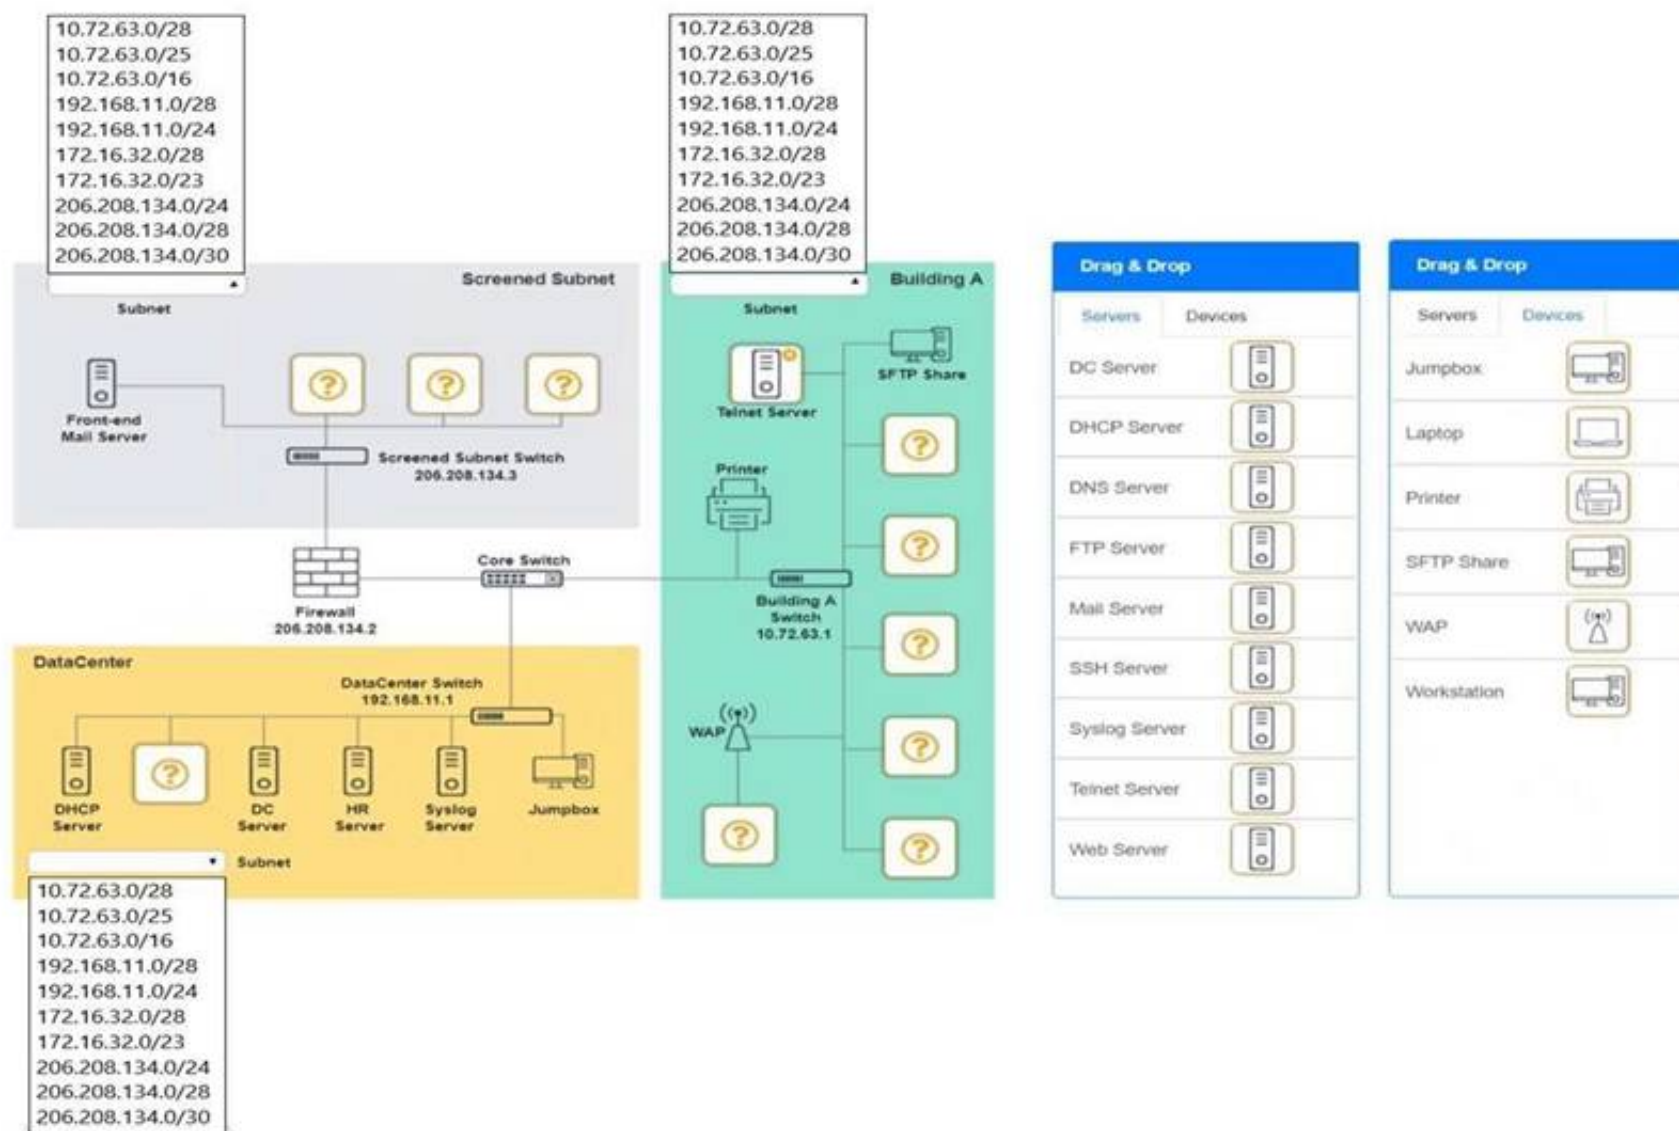 10.72.63.0/28
10.72.63.0/25
10.72.63.0/16
192.168.11.0/28
192.168.11.0/24
172.16.32.0/28
172.16.32.0/23
206.208.134.0/24
206.208.134.0/28
206.208.134.0/30
Screened Subnet
Subnet
Front-end
Mail Server
?
?
?
Screened Subnet Switch
206.208.134.3
Firewall
206.208.134.2
Core Switch
10.72.63.0/28
10.72.63.0/25
10.72.63.0/16
192.168.11.0/28
192.168.11.0/24
172.16.32.0/28
172.16.32.0/23
206.208.134.0/24
206.208.134.0/28
206.208.134.0/30
Building A
Subnet
Telnet Server
SFTP Share
?
Printer
?
Building A
Switch
10.72.63.1
?
WAP
?
?
?
DataCenter
DataCenter Switch
192.168.11.1
DHCP
Server
?
DC
Server
HR
Server
Syslog
Server
Jumpbox
Subnet
10.72.63.0/28
10.72.63.0/25
10.72.63.0/16
192.168.11.0/28
192.168.11.0/24
172.16.32.0/28
172.16.32.0/23
206.208.134.0/24
206.208.134.0/28
206.208.134.0/30
Drag & Drop
Servers Devices
DC Server
DHCP Server
DNS Server
FTP Server
Mail Server
SSH Server
Syslog Server
Telnet Server
Web Server
Drag & Drop
Servers Devices
Jumpbox
Laptop
Printer
SFTP Share
WAP
Workstation